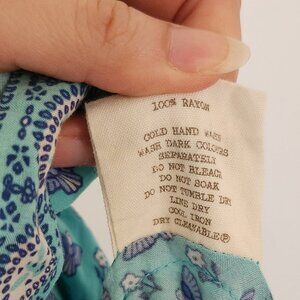 100% RAYON
COLD HAND WASH
WASH DARK COLOURS
SEPARATELY
DO NOT BLEACH
DO NOT SOAK
DO NOT TUMBLE DRY
LINE DRY
COOL IRON
DRY CLEANABLE®